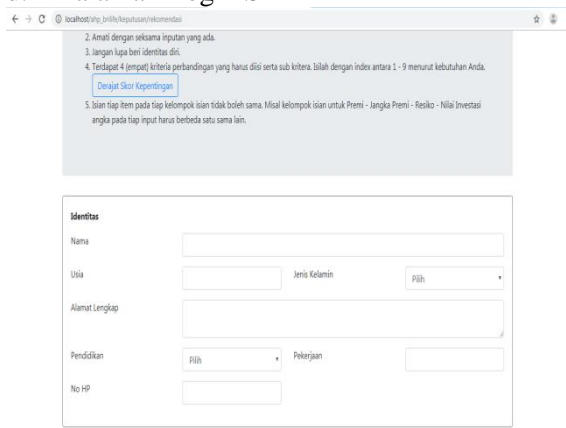 localhost/ahp_brilife/keputusan/rekomendasi
2. Amati dengan seksama inputan yang ada.
3. Jangan lupa beri identitas diri.
4. Terdapat 4 (empat) kriteria perbandingan yang harus diisi serta sub kritera. Isilah dengan index antara 1 - 9 menurut kebutuhan Anda.
Derajat Skor Kepentingan
5. Isian tiap item pada tiap kelompok isian tidak boleh sama. Misal kelompok isian untuk Premi - Jangka Premi - Resiko - Nilai Investasi
angka pada tiap input harus berbeda satu sama lain.
Identitas
Nama
Usia Jenis Kelamin Pilih
Alamat Lengkap
Pendidikan Pilih Pekerjaan
No HP